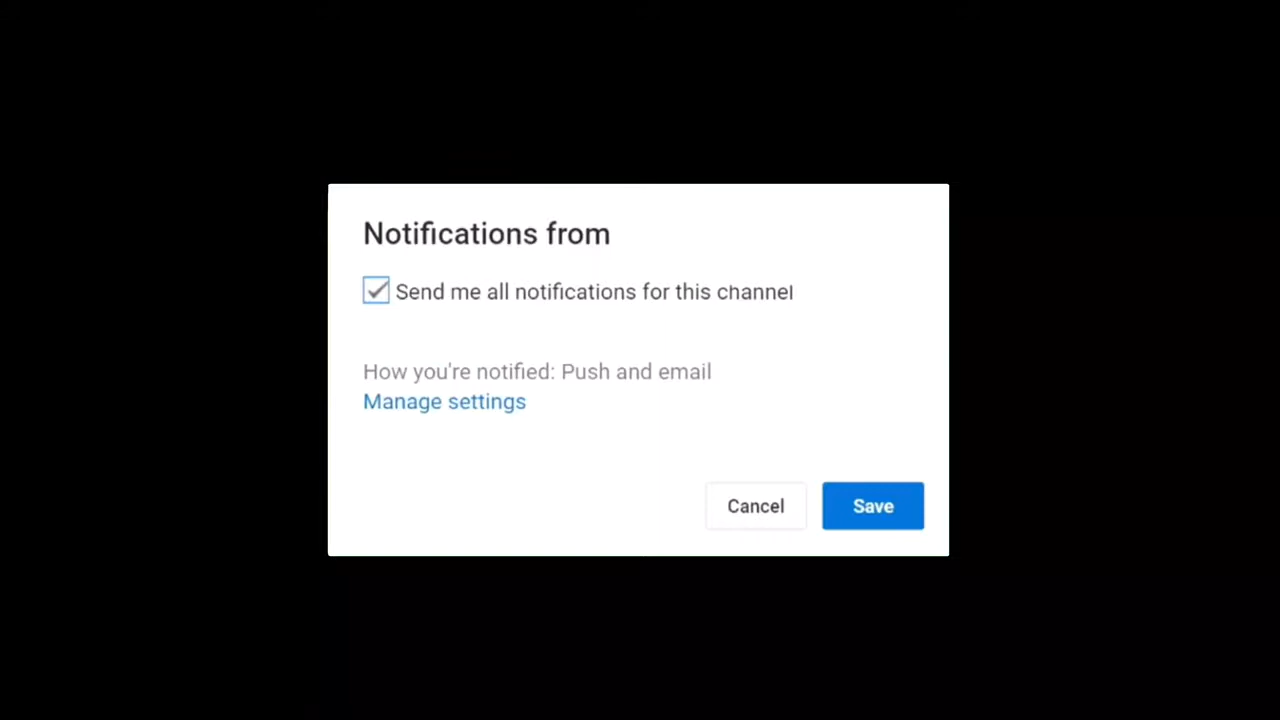 Notifications from
Send me all notifications for this channel
How you're notified: Push and email
Manage settings
Cancel
Save